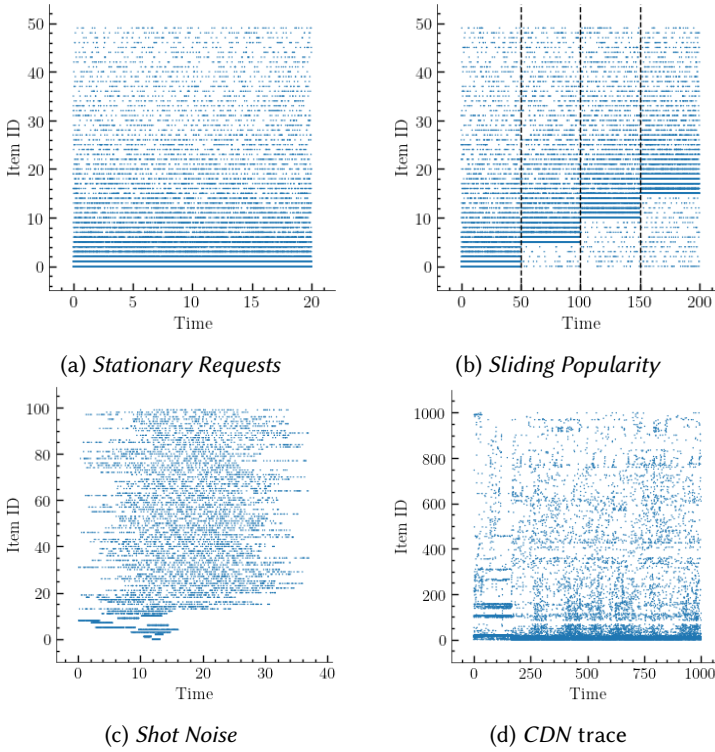 50
40
30
20
10
0
Item ID
0 5 10 15 20
Time
(a) Stationary Requests
50
40
30
20
10
0
Item ID
0 50 100 150 200
Time
(b) Sliding Popularity
100
80
60
40
20
0
Item ID
0 10 20 30 40
Time
(c) Shot Noise
1000
800
600
400
200
0
Item ID
0 250 500 750 1000
Time
(d) CDN trace